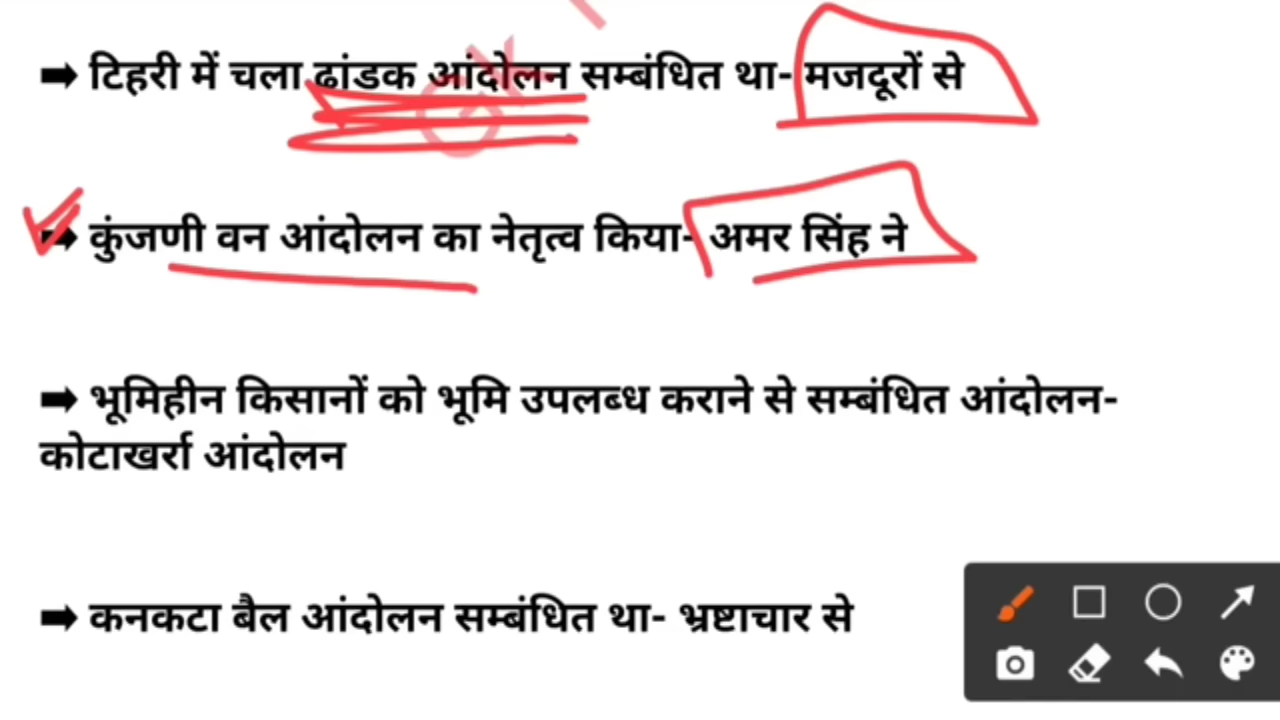 ➡ टिहरी में चला ढ़ांडक आंदोलन सम्बंधित था- मजदूरों से
➡ कुंजणी वन आंदोलन का नेतृत्व किया- अमर सिंह ने
➡ भूमिहीन किसानों को भूमि उपलब्ध कराने से सम्बंधित आंदोलन-
कोटाखर्रा आंदोलन
➡ कनकटा बैल आंदोलन सम्बंधित था- भ्रष्टाचार से